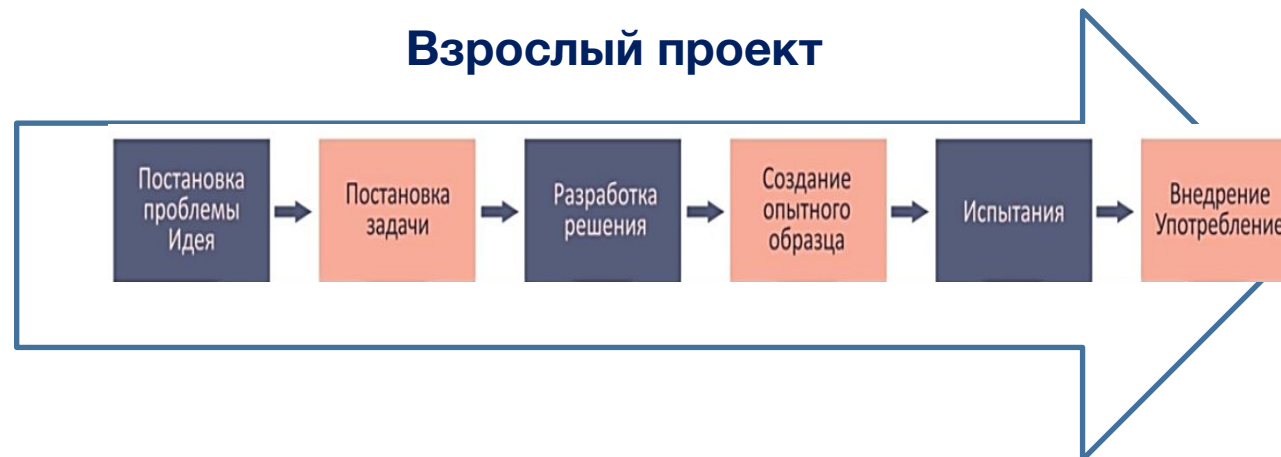 Взрослый проект
Постановка
проблемы
Идея
Постановка
задачи
Разработка
решения
Создание
опытного
образца
Испытания
Внедрение
Употребление